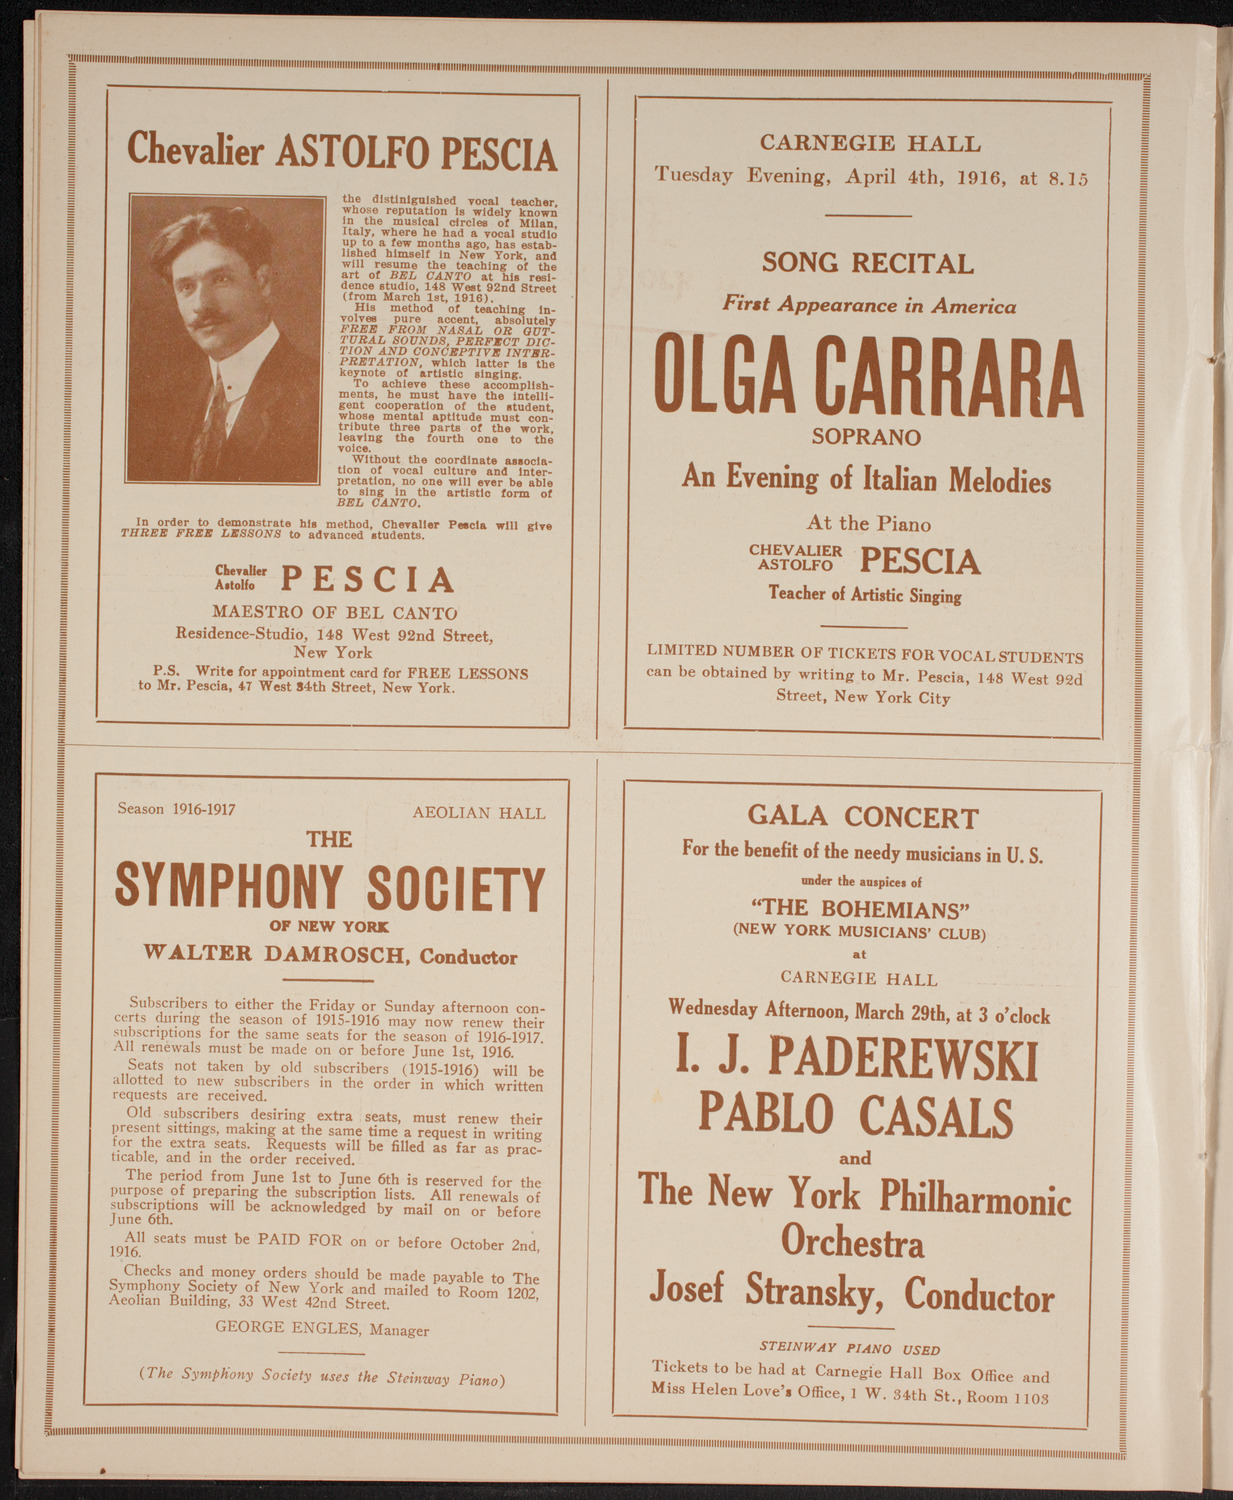 Chevalier ASTOLFO PESCIA
the distiniguished vocal teacher,
whose reputation is widely known
in the musical circles of Milan,
Italy, where he had a vocal studio
up to a few months ago, has estab-
lished himself in New York, and
will resume the teaching of the
art of BEL CANTO at his resi-
dence studio, 148 West 92nd Street
(from March 1st, 1916).
His method of teaching in-
volves pure accent, absolutely
FREE FROM NASAL OR GUT-
TURAL SOUNDS, PERFECT DIC-
TION AND CONCEPTIVE INTER-
PRETATION, which latter is the
keynote of artistic singing.
To achieve these accomplish-
ments, he must have the intelli-
gent cooperation of the student,
whose mental aptitude must con-
tribute three parts of the work,
leaving the fourth one to the
voice.
Without the coordinate associa-
tion of vocal culture and inter-
pretation, no one will ever be able
to sing in the artistic form of
BEL CANTO.
In order to demonstrate his method, Chevalier Pescia will give
THREE FREE LESSONS to advanced students.
Chevalier Astolfo PESCIA
MAESTRO OF BEL CANTO
Residence-Studio, 148 West 92nd Street,
New York
P.S. Write for appointment card for FREE LESSONS
to Mr. Pescia, 47 West 34th Street, New York.
CARNEGIE HALL
Tuesday Evening, April 4th, 1916, at 8.15
SONG RECITAL
First Appearance in America
OLGA CARRARA
SOPRANO
An Evening of Italian Melodies
At the Piano
CHEVALIER ASTOLFO PESCIA
Teacher of Artistic Singing
LIMITED NUMBER OF TICKETS FOR VOCAL STUDENTS
can be obtained by writing to Mr. Pescia, 148 West 92d
Street, New York City
Season 1916-1917 AEOLIAN HALL
THE
SYMPHONY SOCIETY
OF NEW YORK
WALTER DAMROSCH, Conductor
Subscribers to either the Friday or Sunday afternoon con-
certs during the season of 1915-1916 may now renew their
subscriptions for the same seats for the season of 1916-1917.
All renewals must be made on or before June 1st, 1916.
Seats not taken by old subscribers (1915-1916) will be
allotted to new subscribers in the order in which written
requests are received.
Old subscribers desiring extra seats, must renew their
present sittings, making at the same time a request in writing
for the extra seats. Requests will be filled as far as prac-
ticable, and in the order received.
The period from June 1st to June 6th is reserved for the
purpose of preparing the subscription lists. All renewals of
subscriptions will be acknowledged by mail on or before
June 6th.
All seats must be PAID FOR on or before October 2nd,
1916.
Checks and money orders should be made payable to The
Symphony Society of New York and mailed to Room 1202,
Aeolian Building, 33 West 42nd Street.
GEORGE ENGLES, Manager
(The Symphony Society uses the Steinway Piano)
GALA CONCERT
For the benefit of the needy musicians in U. S.
under the auspices of
"THE BOHEMIANS"
(NEW YORK MUSICIANS' CLUB)
at
CARNEGIE HALL
Wednesday Afternoon, March 29th, at 3 o'clock
I. J. PADEREWSKI
PABLO CASALS
and
The New York Philharmonic
Orchestra
Josef Stransky, Conductor
STEINWAY PIANO USED
Tickets to be had at Carnegie Hall Box Office and
Miss Helen Love's Office, 1 W. 34th St., Room 1103